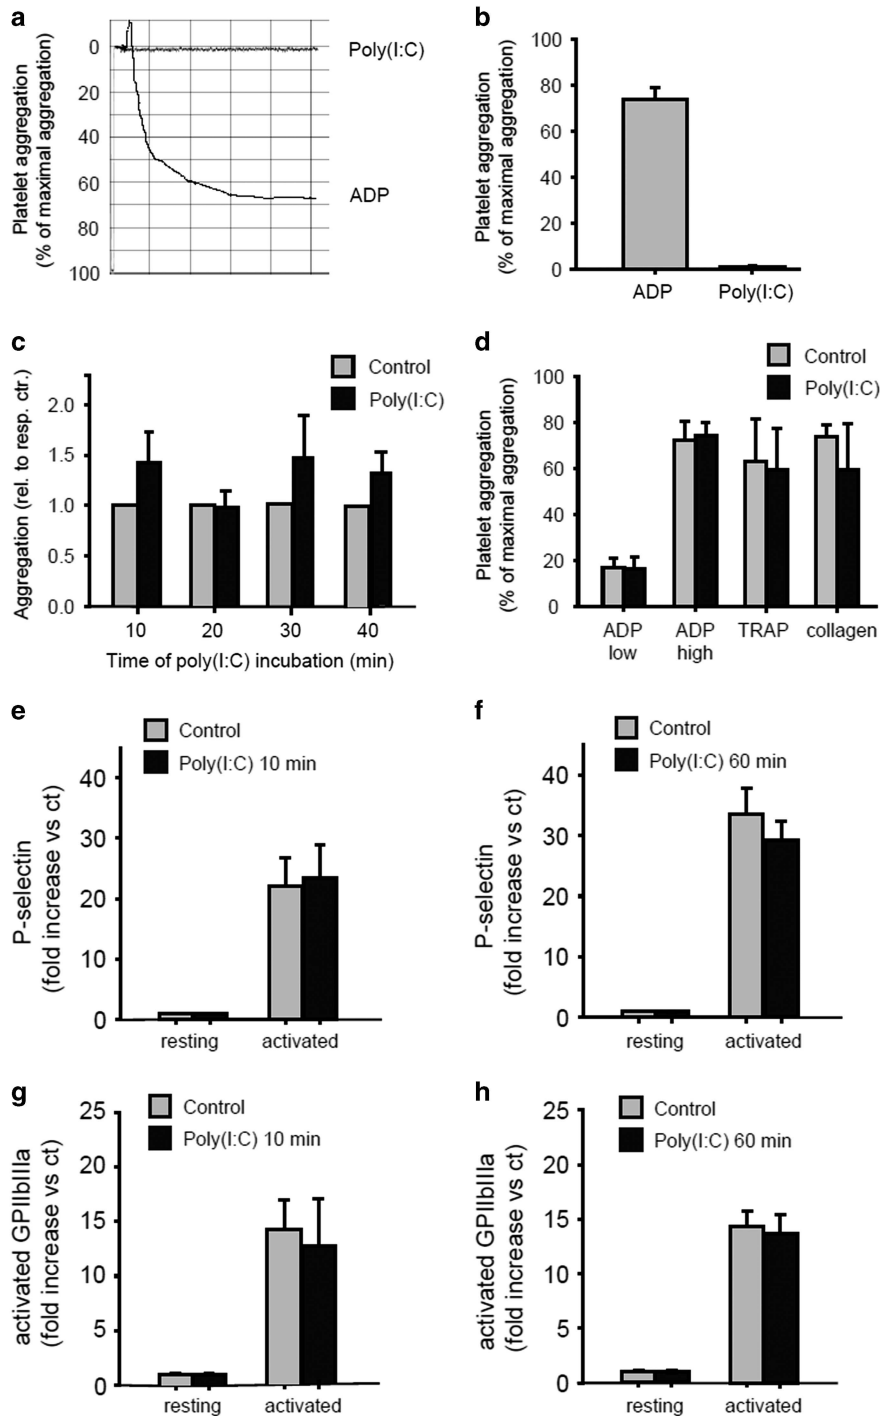 a
Platelet aggregation
(% of maximal aggregation)
0
20
40
60
80
100
Poly(I:C)
ADP
b
Platelet aggregation
(% of maximal aggregation)
100
80
60
40
20
0
ADP
Poly(I:C)
c
Control
Poly(I:C)
Aggregation (rel. to resp. ctr.)
2.0
1.5
1.0
0.5
0.0
10
20
30
40
Time of poly(I:C) incubation (min)
d
Control
Poly(I:C)
Platelet aggregation
(% of maximal aggregation)
100
80
60
40
20
0
ADP
low
ADP
high
TRAP
collagen
e
Control
Poly(I:C) 10 min
P-selectin
(fold increase vs ct)
40
30
20
10
0
resting
activated
f
Control
Poly(I:C) 60 min
P-selectin
(fold increase vs ct)
40
30
20
10
0
resting
activated
g
Control
Poly(I:C) 10 min
activated GPIIbIIIa
(fold increase vs ct)
25
20
15
10
5
0
resting
activated
h
Control
Poly(I:C) 60 min
activated GPIIbIIIa
(fold increase vs ct)
25
20
15
10
5
0
resting
activated